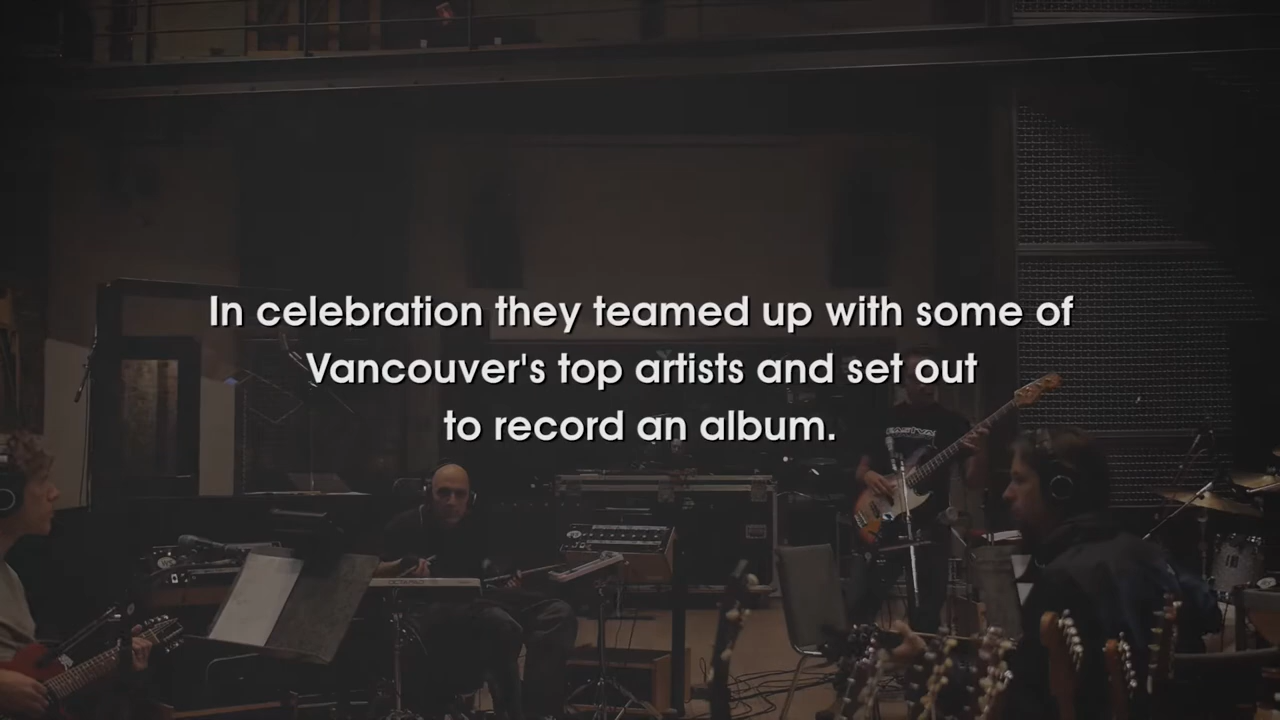 In celebration they teamed up with some of
Vancouver's top artists and set out
to record an album.